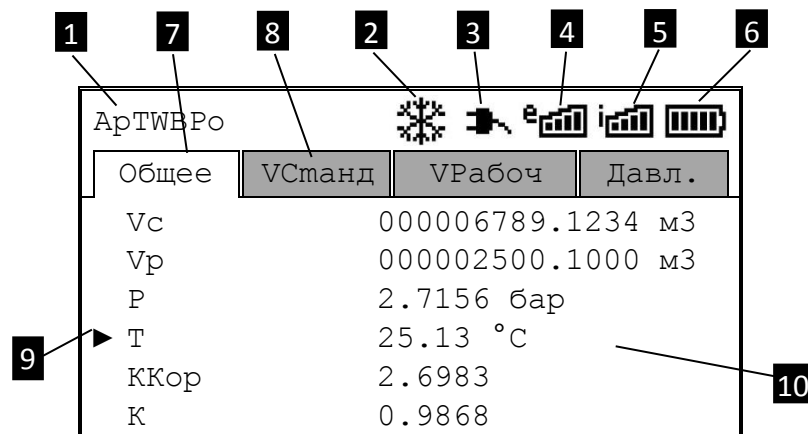 1 7 8 2 3 4 5 6
АрТWВРо e i
Общее VСтанд VРабоч Давл.
Vc 000006789.1234 м3
Vp 000002500.1000 м3
P 2.7156 бар
9 ► T 25.13 °C
10
ККор 2.6983
К 0.9868